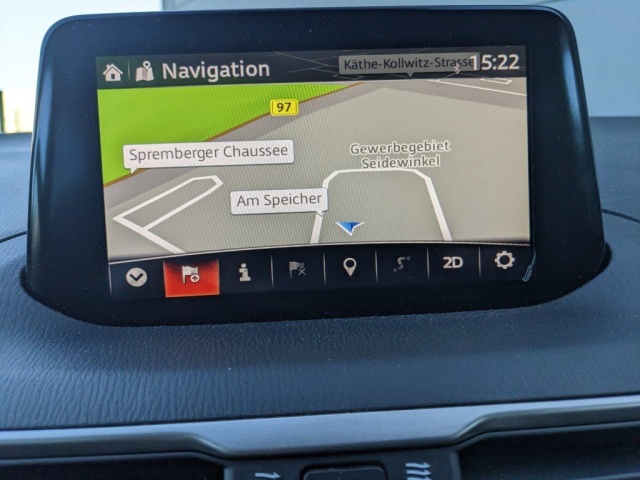 Navigation
Käthe-Kollwitz-Strasse
15:22
97
Spremberger Chaussee
Gewerbegebiet
Seidewinkel
Am Speicher
2D